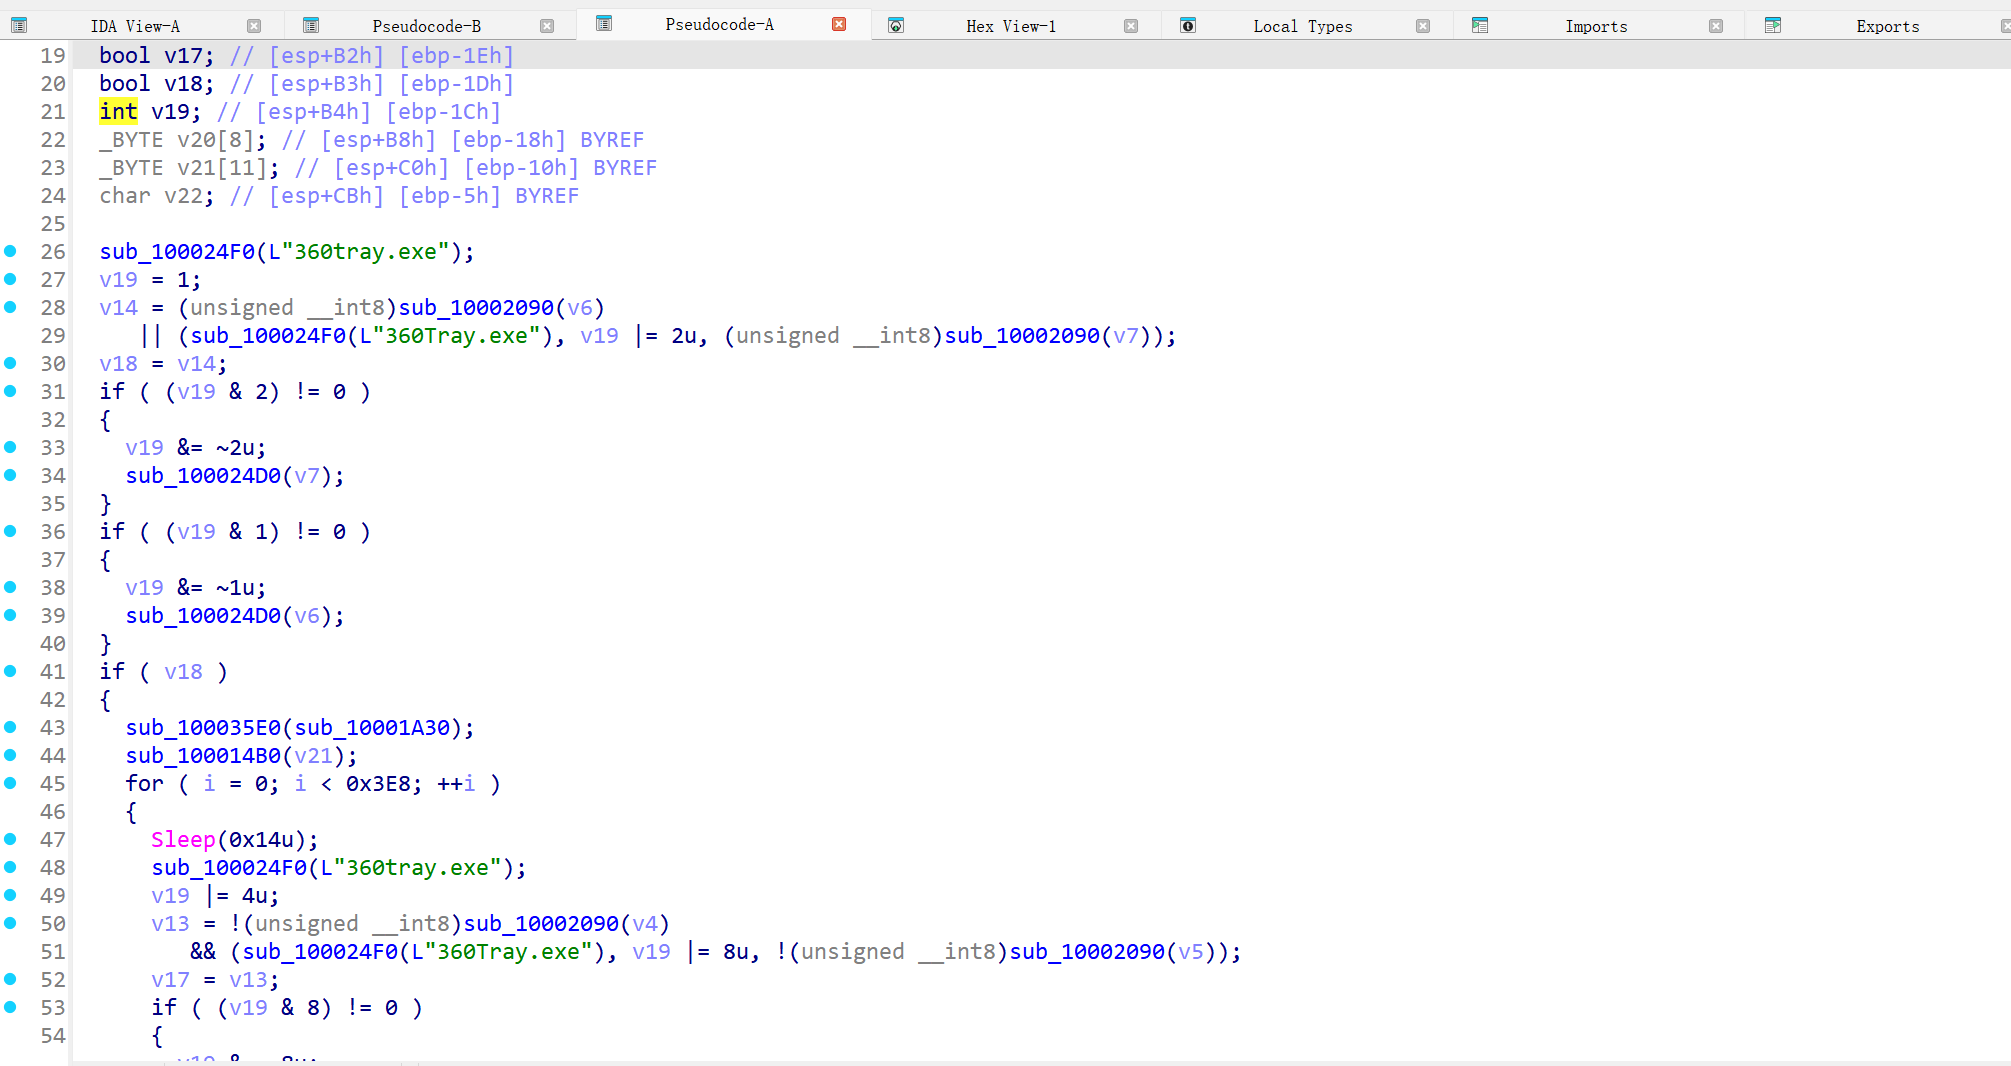 IDA View-A
Pseudocode-B
Pseudocode-A
Hex View-1
Local Types
Imports
Exports
19 bool v17; // [esp+B2h] [ebp-1Eh]
20 bool v18; // [esp+B3h] [ebp-1Dh]
21 int v19; // [esp+B4h] [ebp-1Ch]
22 _BYTE v20[8]; // [esp+B8h] [ebp-18h] BYREF
23 _BYTE v21[11]; // [esp+C0h] [ebp-10h] BYREF
24 char v22; // [esp+CBh] [ebp-5h] BYREF
25
26 sub_100024F0(L"360tray.exe");
27 v19 = 1;
28 v14 = (unsigned __int8)sub_10002090(v6)
29 || (sub_100024F0(L"360Tray.exe"), v19 |= 2u, (unsigned __int8)sub_10002090(v7));
30 v18 = v14;
31 if ( (v19 & 2) != 0 )
32 {
33 v19 &= ~2u;
34 sub_100024D0(v7);
35 }
36 if ( (v19 & 1) != 0 )
37 {
38 v19 &= ~1u;
39 sub_100024D0(v6);
40 }
41 if ( v18 )
42 {
43 sub_100035E0(sub_10001A30);
44 sub_100014B0(v21);
45 for ( i = 0; i < 0x3E8; ++i )
46 {
47 Sleep(0x14u);
48 sub_100024F0(L"360tray.exe");
49 v19 |= 4u;
50 v13 = !(unsigned __int8)sub_10002090(v4)
51 && (sub_100024F0(L"360Tray.exe"), v19 |= 8u, !(unsigned __int8)sub_10002090(v5));
52 v17 = v13;
53 if ( (v19 & 8) != 0 )
54 {